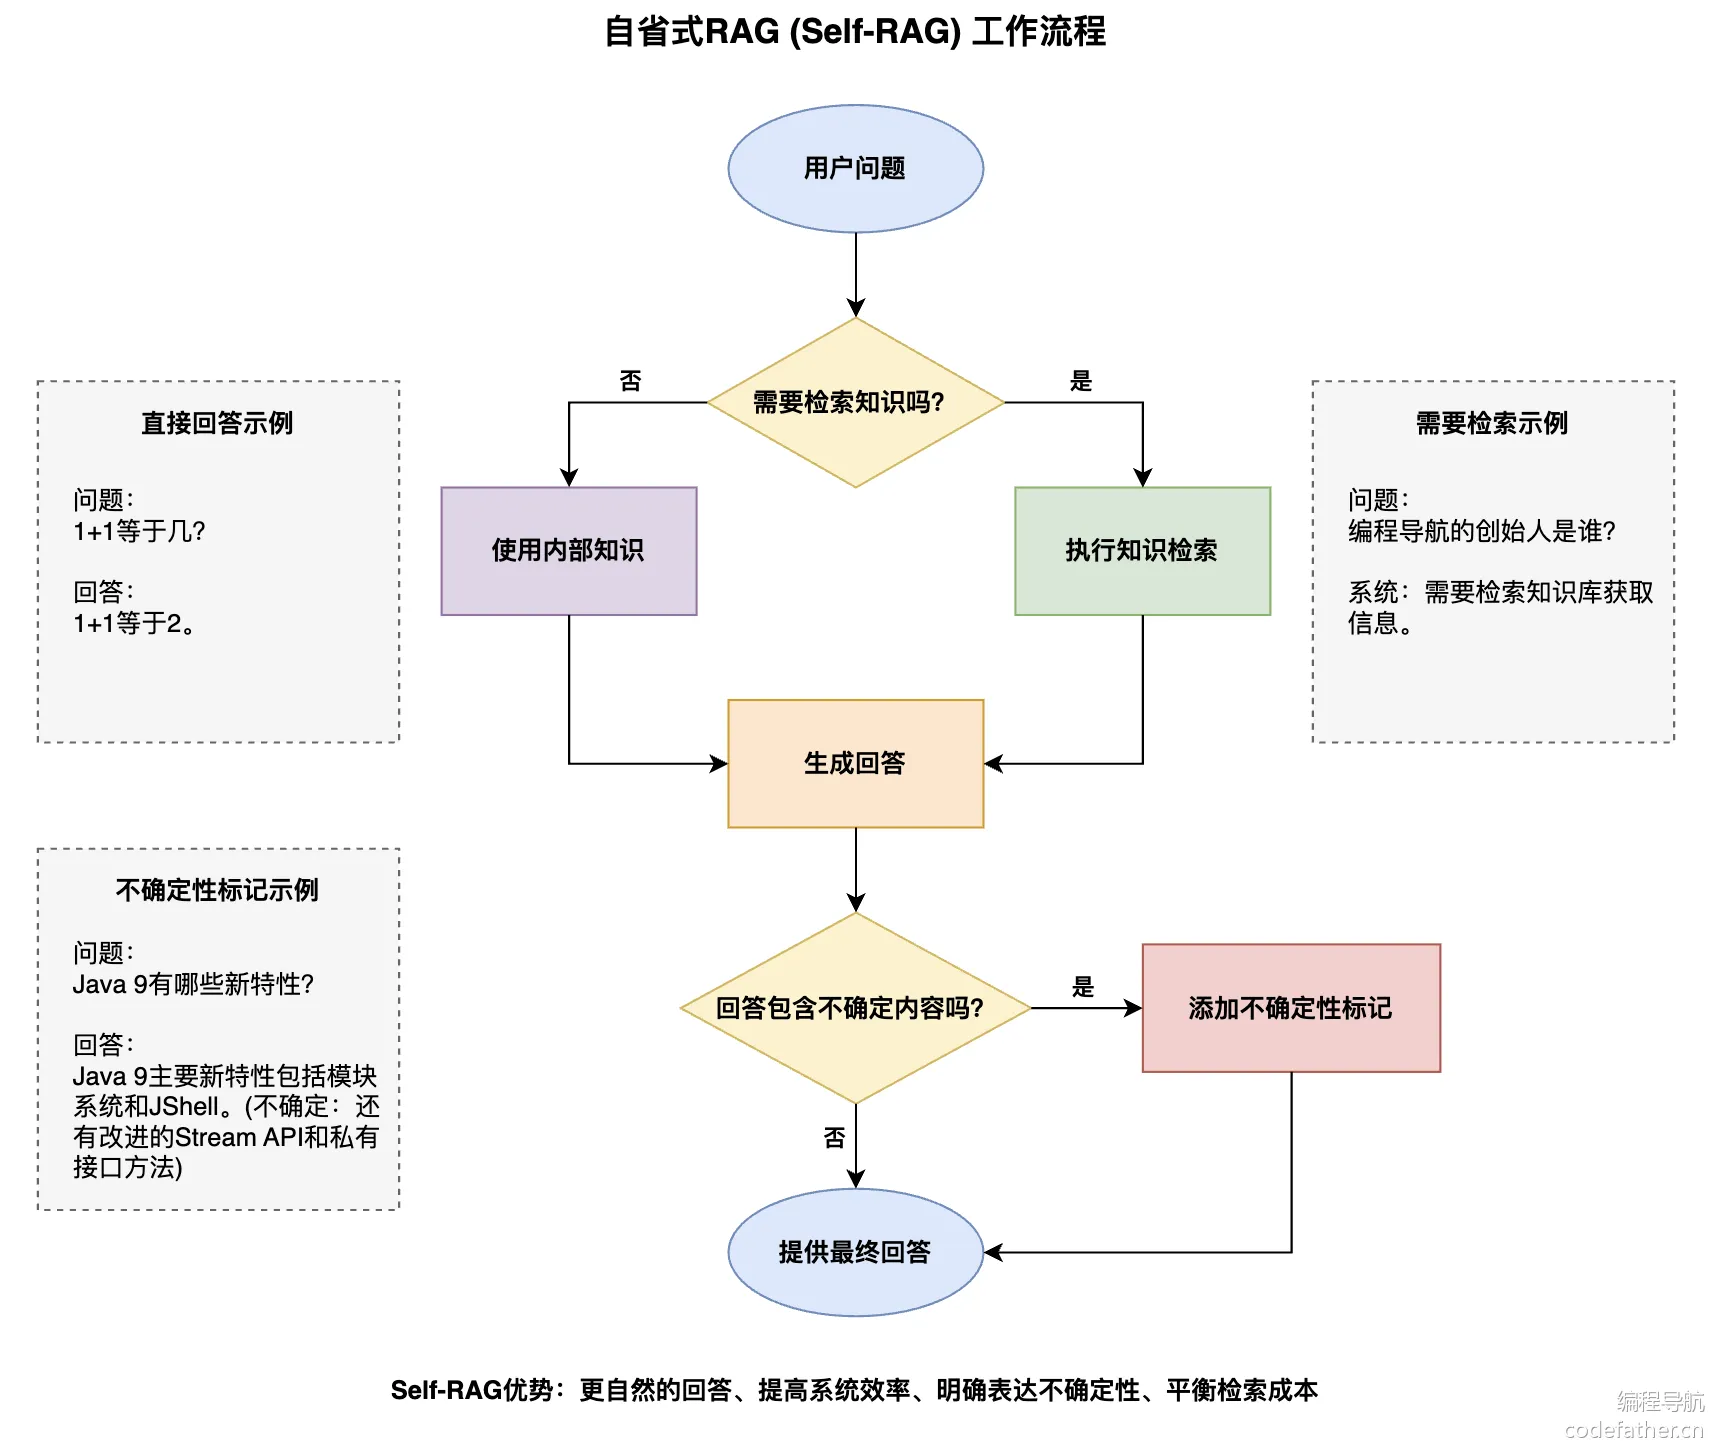 自省式RAG (Self-RAG) 工作流程
用户问题
需要检索知识吗?
否
是
直接回答示例
问题：
1+1等于几?
回答：
1+1等于2。
使用内部知识
执行知识检索
需要检索示例
问题：
编程导航的创始人是谁?
系统：需要检索知识库获取
信息。
生成回答
不确定性标记示例
问题：
Java 9有哪些新特性?
回答：
Java 9主要新特性包括模块
系统和JShell。(不确定：还
有改进的Stream API和私有
接口方法)
回答包含不确定内容吗?
是
添加不确定性标记
否
提供最终回答
Self-RAG优势：更自然的回答、提高系统效率、明确表达不确定性、平衡检索成本
编程导航
codefather.cn